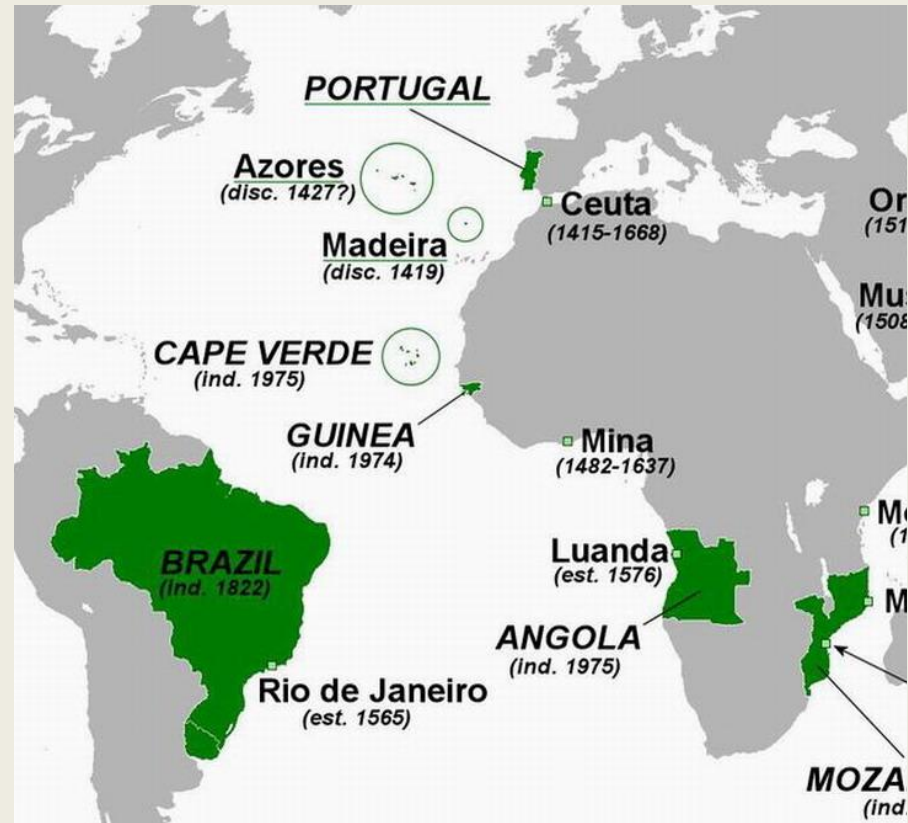 PORTUGAL
Azores
(disc. 1427?)
Madeira
(disc. 1419)
Ceuta
(1415-1668)
CAPE VERDE
(ind. 1975)
GUINEA
(ind. 1974)
Mina
(1482-1637)
BRAZIL
(ind. 1822)
Luanda
(est. 1576)
ANGOLA
(ind. 1975)
Rio de Janeiro
(est. 1565)